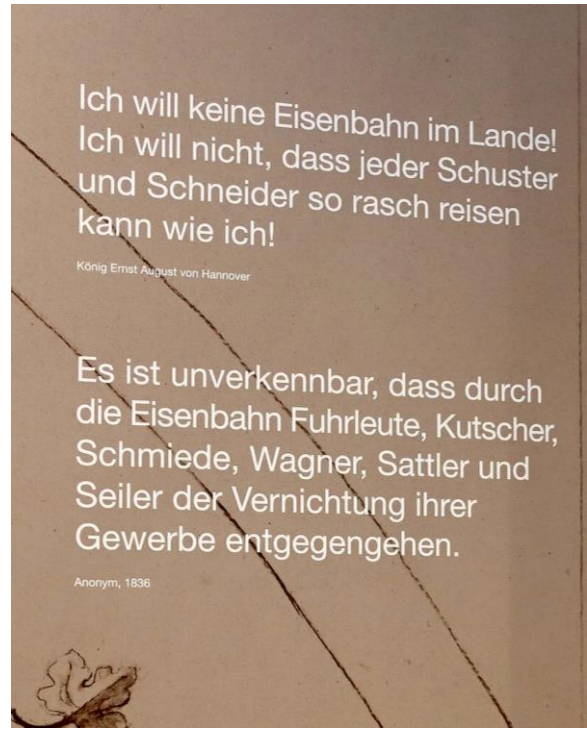 Ich will keine Eisenbahn im Lande!
Ich will nicht, dass jeder Schuster
und Schneider so rasch reisen
kann wie ich!
König Ernst August von Hannover
Es ist unverkennbar, dass durch
die Eisenbahn Fuhrleute, Kutscher,
Schmiede, Wagner, Sattler und
Seiler der Vernichtung ihrer
Gewerbe entgegengehen.
Anonym, 1836